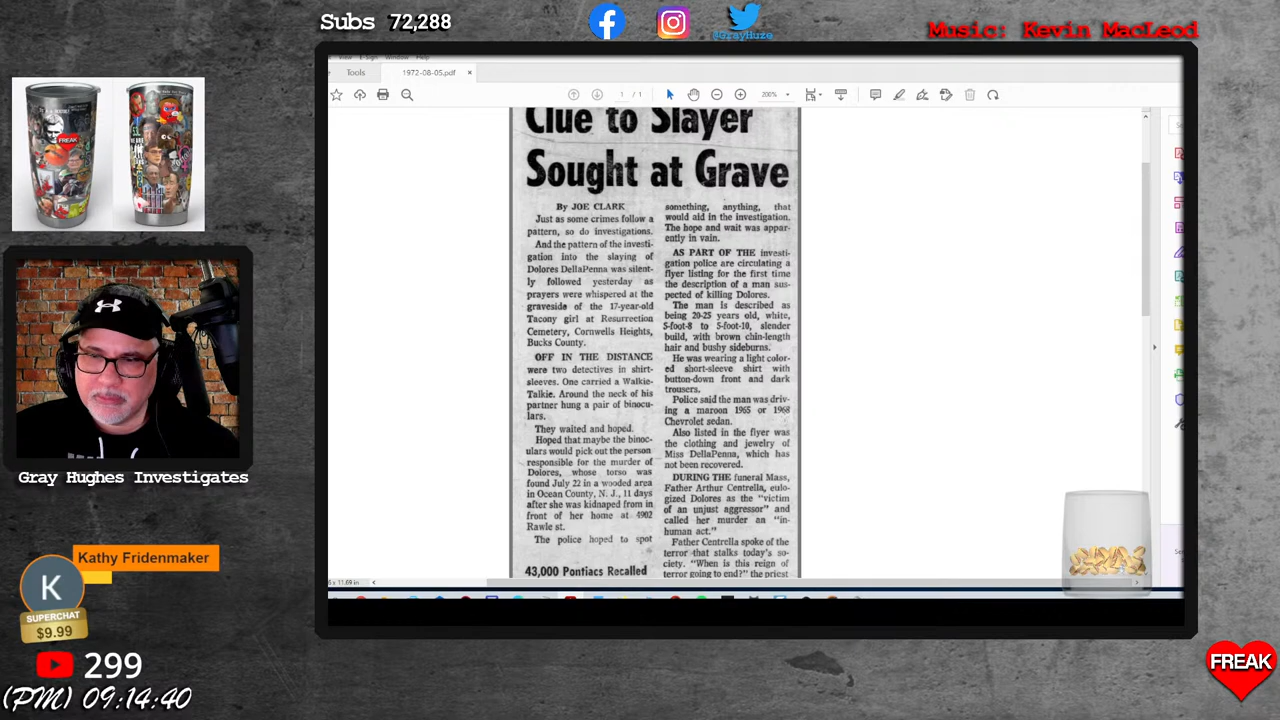 Subs 72,288
@GrayHuze
Music: Kevin MacLeod
View E-Sign Window Help
Tools
1972-08-05.pdf
1 / 1
200%
Clue to Slayer
Sought at Grave
By JOE CLARK
Just as some crimes follow a
pattern, so do investigations.
And the pattern of the investi-
gation into the slaying of
Dolores DellaPenna was silent-
ly followed yesterday as
prayers were whispered at the
graveside of the 17-year-old
Tacony girl at Resurrection
Cemetery, Cornwells Heights,
Bucks County.
OFF IN THE DISTANCE
were two detectives in shirt-
sleeves. One carried a Walkie-
Talkie. Around the neck of his
partner hung a pair of binocu-
lars.
They waited and hoped.
Hoped that maybe the binoc-
ulars would pick out the person
responsible for the murder of
Dolores, whose torso was
found July 22 in a wooded area
in Ocean County, N. J., 11 days
after she was kidnaped from in
front of her home at 4902
Rawle st.
The police hoped to spot
43,000 Pontiacs Recalled
something, anything, that
would aid in the investigation.
The hope and wait was appar-
ently in vain.
AS PART OF THE investi-
gation police are circulating a
flyer listing for the first time
the description of a man sus-
pected of killing Dolores.
The man is described as
being 20-25 years old, white,
5-foot-8 to 5-foot-10, slender
build, with brown chin-length
hair and bushy sideburns.
He was wearing a light color-
ed short-sleeve shirt with
button-down front and dark
trousers.
Police said the man was driv-
ing a maroon 1965 or 1968
Chevrolet sedan.
Also listed in the flyer was
the clothing and jewelry of
Miss DellaPenna, which has
not been recovered.
DURING THE funeral Mass,
Father Arthur Centrella, eulo-
gized Dolores as the "victim
of an unjust aggressor" and
called her murder an "in-
human act."
Father Centrella spoke of the
terror that stalks today's so-
ciety. "When is this reign of
terror going to end?" the priest
FREAK
Gray Hughes Investigates
Kathy Fridenmaker
K
SUPERCHAT
$9.99
299
(PM) 09:14:40
FREAK